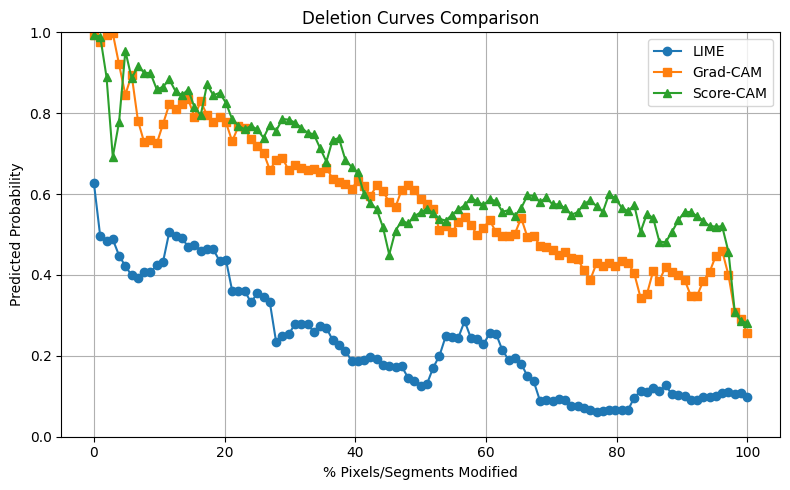 Deletion Curves Comparison
LIME
Grad-CAM
Score-CAM
Predicted Probability
1.0
0.8
0.6
0.4
0.2
0.0
0 20 40 60 80 100
% Pixels/Segments Modified